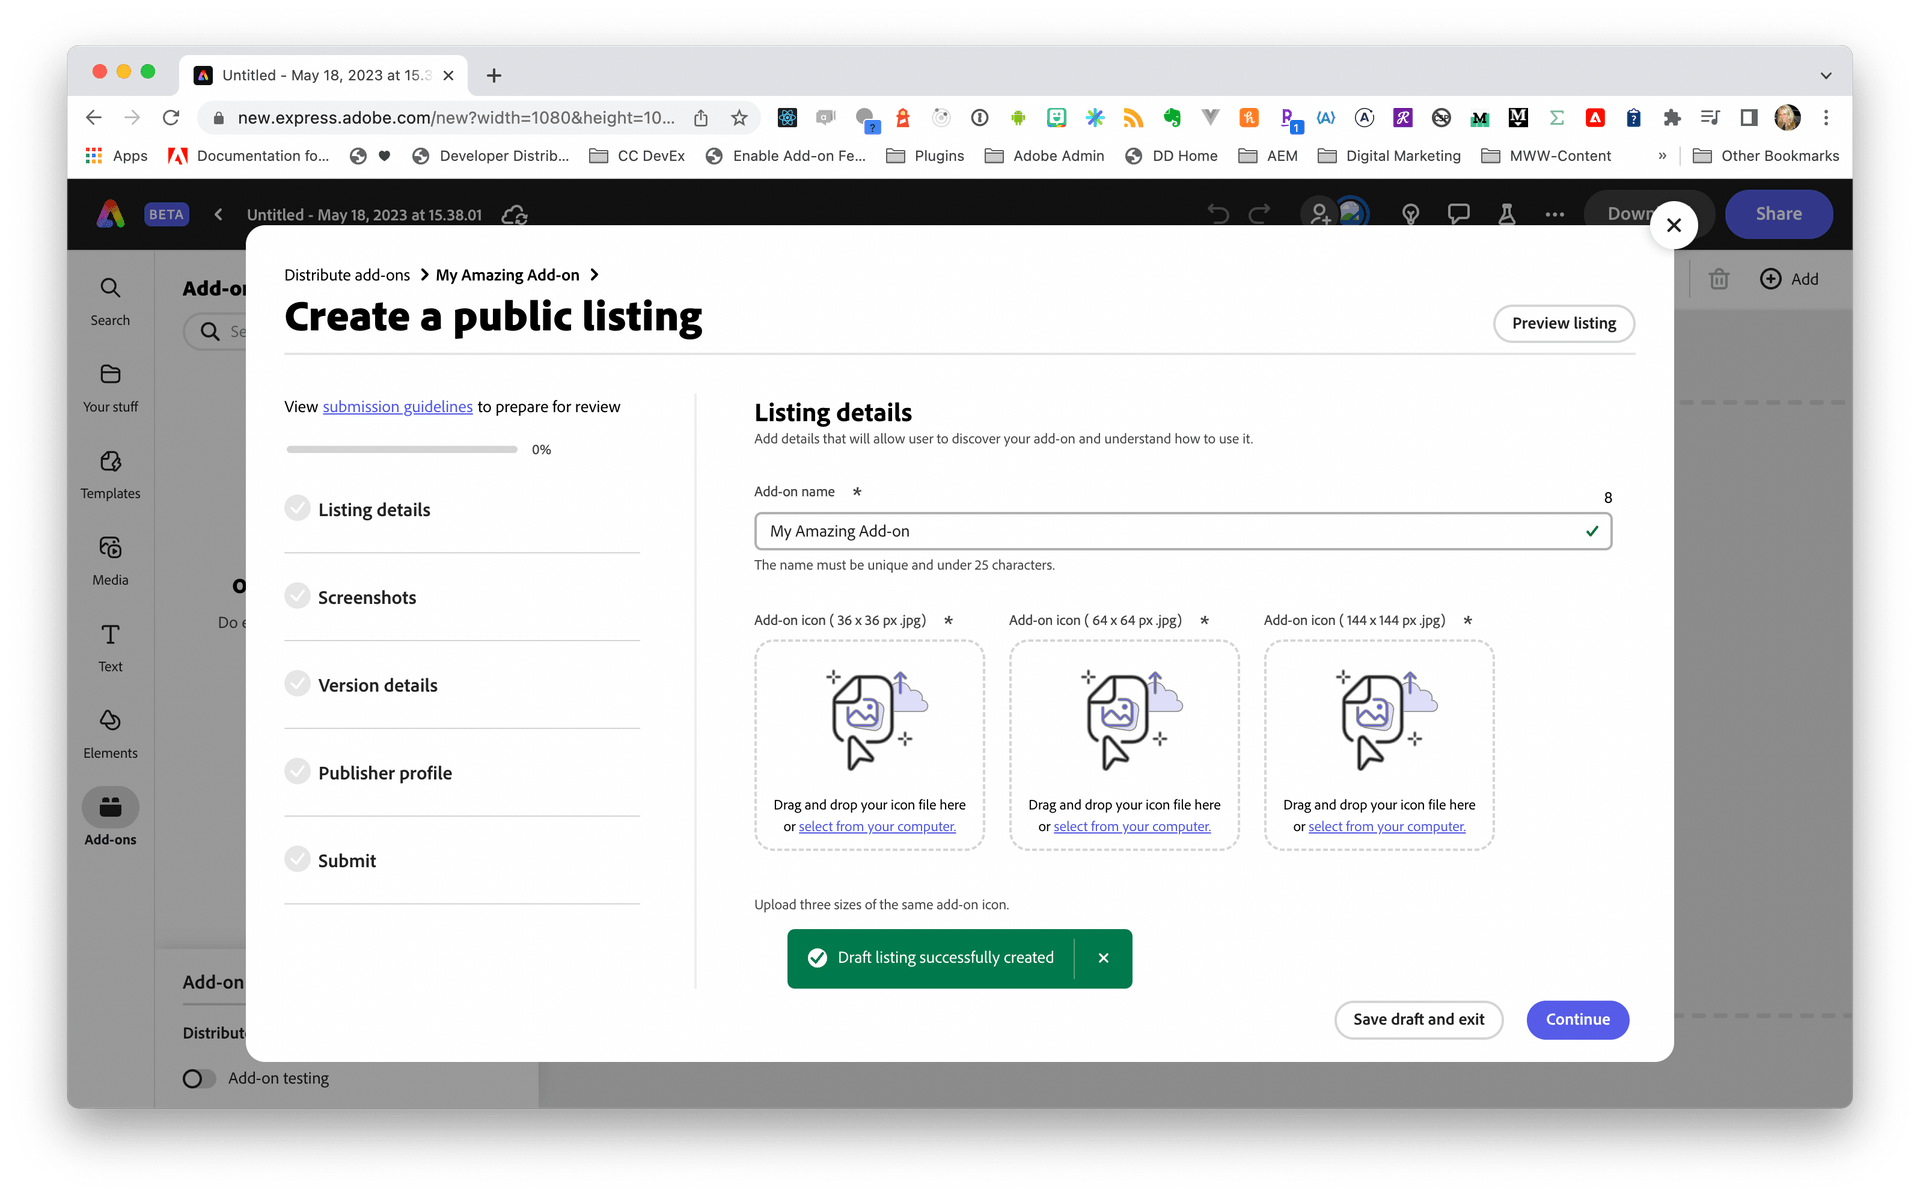 Untitled - May 18, 2023 at 15.3
new.express.adobe.com/new?width=1080&height=10...
Apps
Documentation fo...
Developer Distrib...
CC DevEx
Enable Add-on Fe...
Plugins
Adobe Admin
DD Home
AEM
Digital Marketing
MWW-Content
»
Other Bookmarks
BETA
Untitled - May 18, 2023 at 15.38.01
Share
Search
Your stuff
Templates
Media
Text
Elements
Add-ons
Add
Distribute add-ons
My Amazing Add-on
Create a public listing
Preview listing
View submission guidelines to prepare for review
0%
Listing details
Screenshots
Version details
Publisher profile
Submit
Listing details
Add details that will allow user to discover your add-on and understand how to use it.
Add-on name *
8
My Amazing Add-on
The name must be unique and under 25 characters.
Add-on icon ( 36 x 36 px .jpg) *
Drag and drop your icon file here
or select from your computer.
Add-on icon ( 64 x 64 px .jpg) *
Drag and drop your icon file here
or select from your computer.
Add-on icon ( 144 x 144 px .jpg) *
Drag and drop your icon file here
or select from your computer.
Upload three sizes of the same add-on icon.
Draft listing successfully created
Save draft and exit
Continue
Add-on
Add-on testing